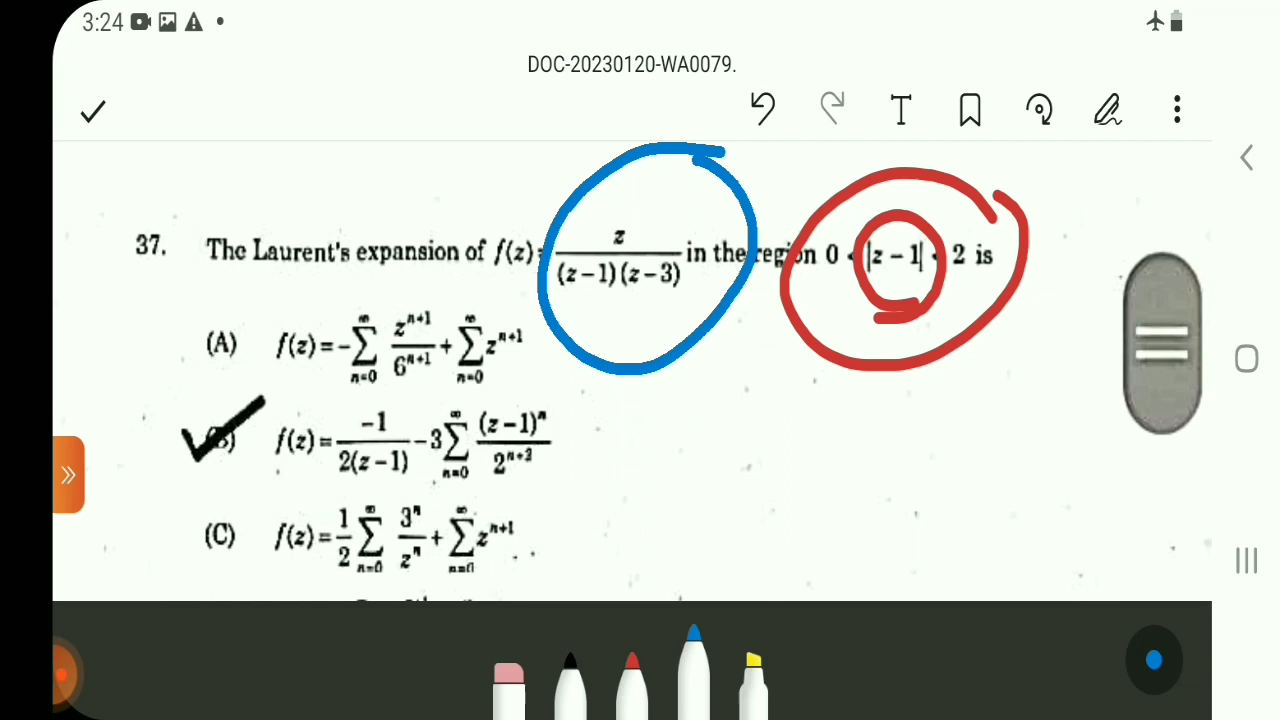 3:24
DOC-20230120-WA0079.
T
37. The Laurent's expansion of f(z) = z/((z-1)(z-3)) in the region 0 < |z-1| < 2 is
(A) f(z) = -∑_{n=0}^{∞} z^{n+1}/6^{n+1} + ∑_{n=0}^{∞} z^{n+1}
(B) f(z) = -1/(2(z-1)) - 3∑_{n=0}^{∞} (z-1)^n/2^{n+2}
(C) f(z) = 1/2 ∑_{n=0}^{∞} 3^n/z^n + ∑_{n=0}^{∞} z^{n+1}